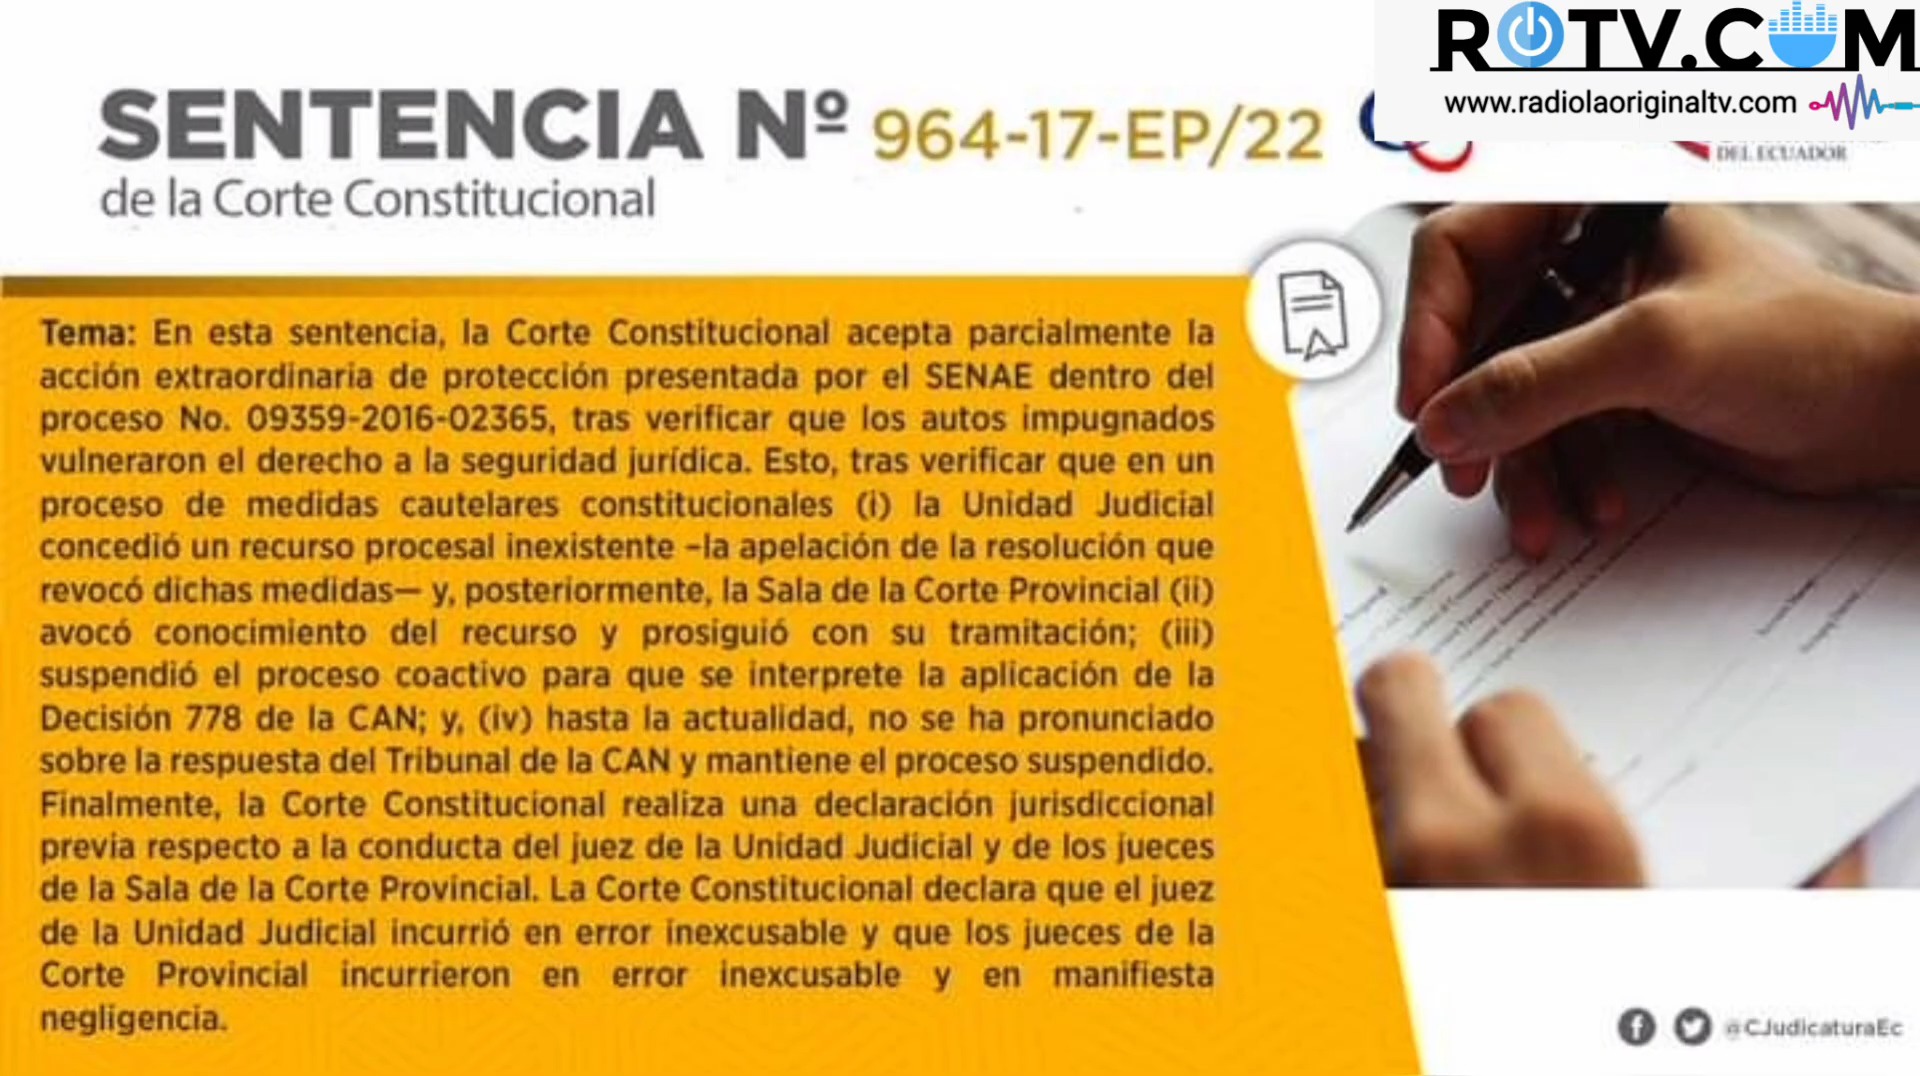 ROTV.COM
www.radiolaoriginaltv.com
SENTENCIA Nº 964-17-EP/22
de la Corte Constitucional
DEL ECUADOR
Tema: En esta sentencia, la Corte Constitucional acepta parcialmente la
acción extraordinaria de protección presentada por el SENAE dentro del
proceso No. 09359-2016-02365, tras verificar que los autos impugnados
vulneraron el derecho a la seguridad jurídica. Esto, tras verificar que en un
proceso de medidas cautelares constitucionales (i) la Unidad Judicial
concedió un recurso procesal inexistente –la apelación de la resolución que
revocó dichas medidas— y, posteriormente, la Sala de la Corte Provincial (ii)
avocó conocimiento del recurso y prosiguió con su tramitación; (iii)
suspendió el proceso coactivo para que se interprete la aplicación de la
Decisión 778 de la CAN; y, (iv) hasta la actualidad, no se ha pronunciado
sobre la respuesta del Tribunal de la CAN y mantiene el proceso suspendido.
Finalmente, la Corte Constitucional realiza una declaración jurisdiccional
previa respecto a la conducta del juez de la Unidad Judicial y de los jueces
de la Sala de la Corte Provincial. La Corte Constitucional declara que el juez
de la Unidad Judicial incurrió en error inexcusable y que los jueces de la
Corte Provincial incurrieron en error inexcusable y en manifiesta
negligencia.
@CJudicaturaEc